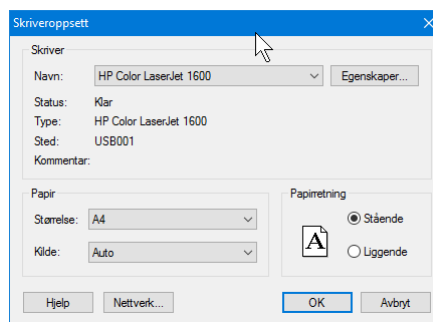 Skriveroppsett
Skriver
Navn: HP Color LaserJet 1600 Egenskaper...
Status: Klar
Type: HP Color LaserJet 1600
Sted: USB001
Kommentar:
Papir
Størrelse: A4
Kilde: Auto
Papirretning
A
Stående
Liggende
Hjelp Nettverk... OK Avbryt